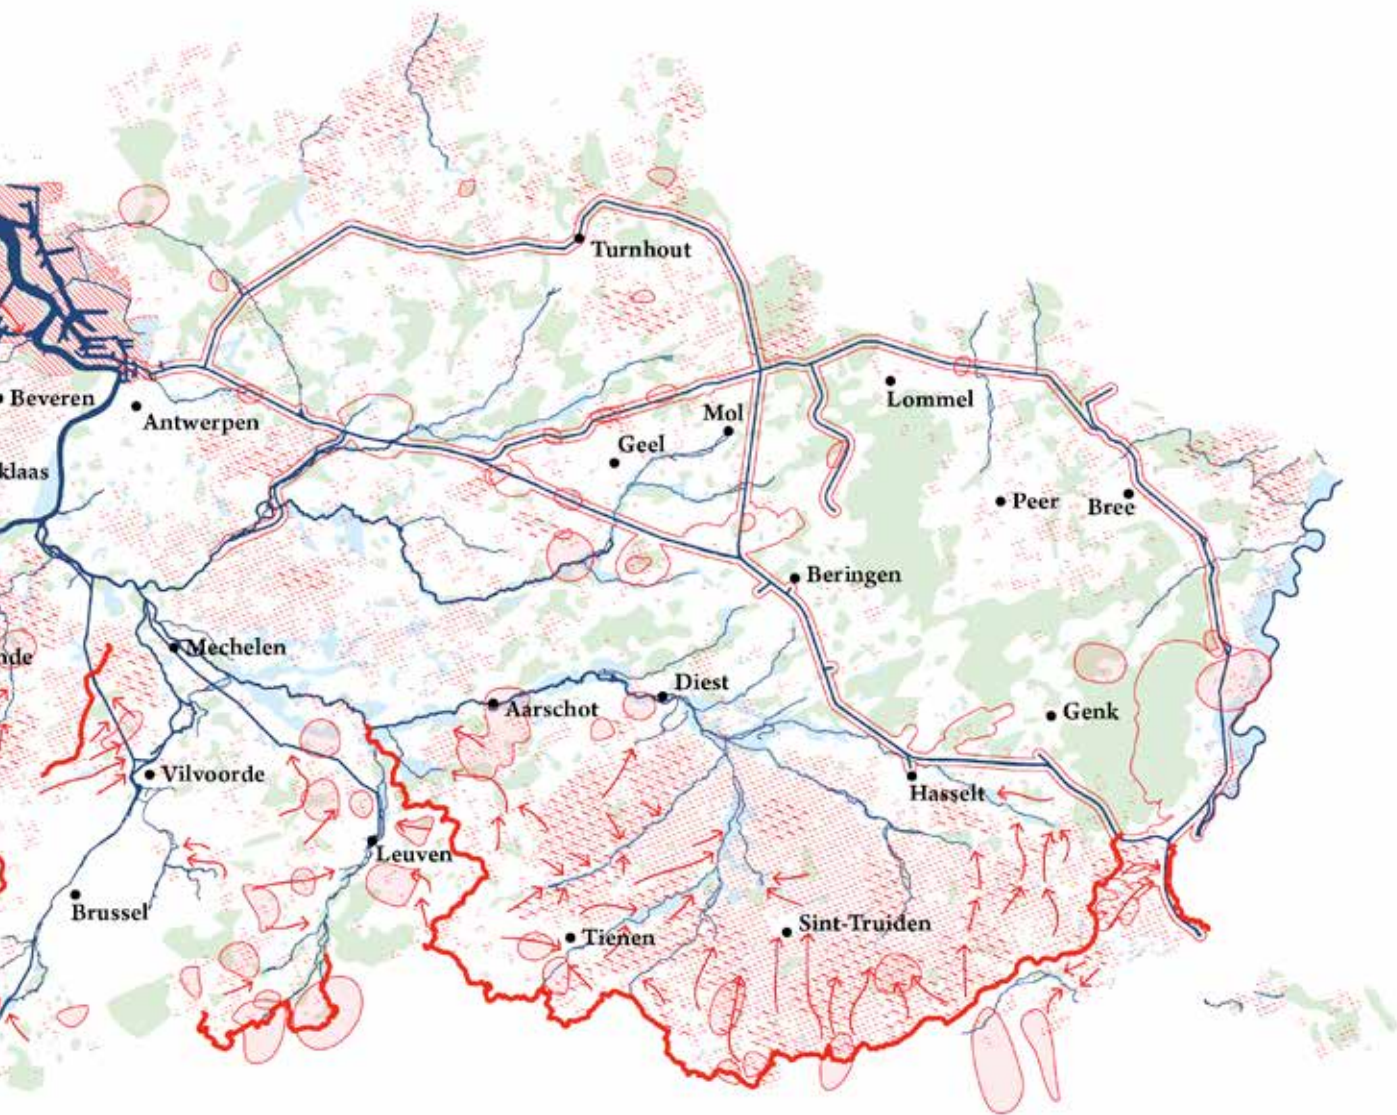 Turnhout
Beveren
Antwerpen
Lommel
Mol
Geel
klaas
Peer
Bree
Beringen
Mechelen
nde
Diest
Aarschot
Genk
Vilvoorde
Hasselt
Leuven
Brussel
Sint-Truiden
Tienen